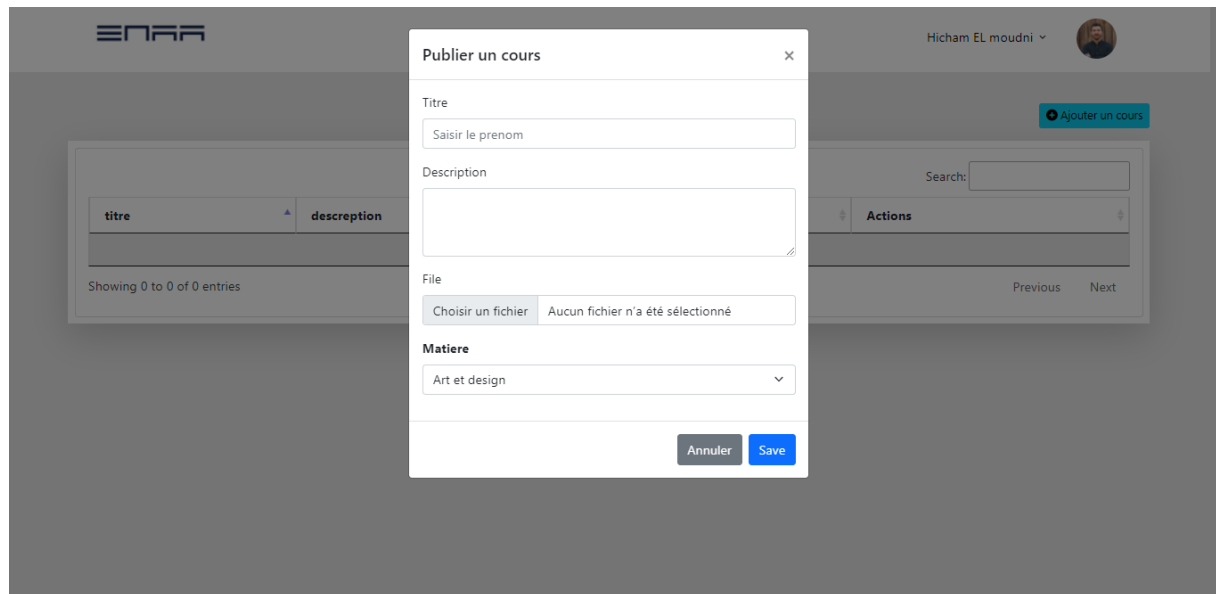 ENAA
Hicham EL moudni
Publier un cours ×
Ajouter un cours
Titre
Saisir le prenom
Description
Search:
titre descreption Actions
File
Showing 0 to 0 of 0 entries Previous Next
Choisir un fichier Aucun fichier n'a été sélectionné
Matiere
Art et design
Annuler Save